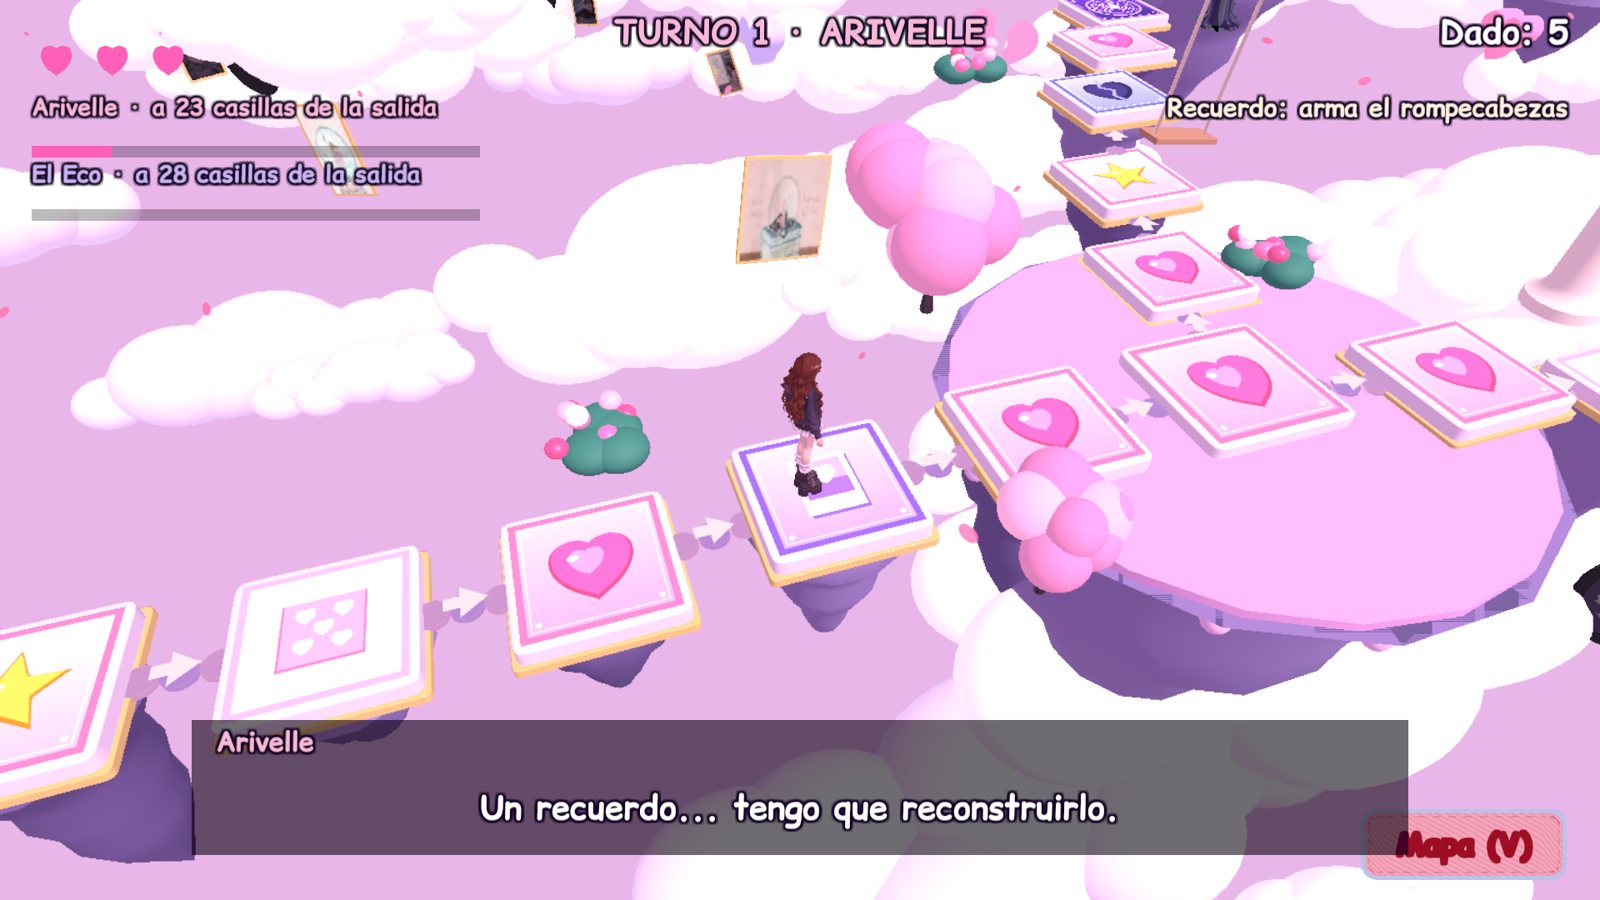 TURNO 1 · ARIVELLE
Dado: 5
Arivelle · a 23 casillas de la salida
Recuerdo: arma el rompecabezas
El Eco · a 28 casillas de la salida
Arivelle
Un recuerdo... tengo que reconstruirlo.
Mapa (V)